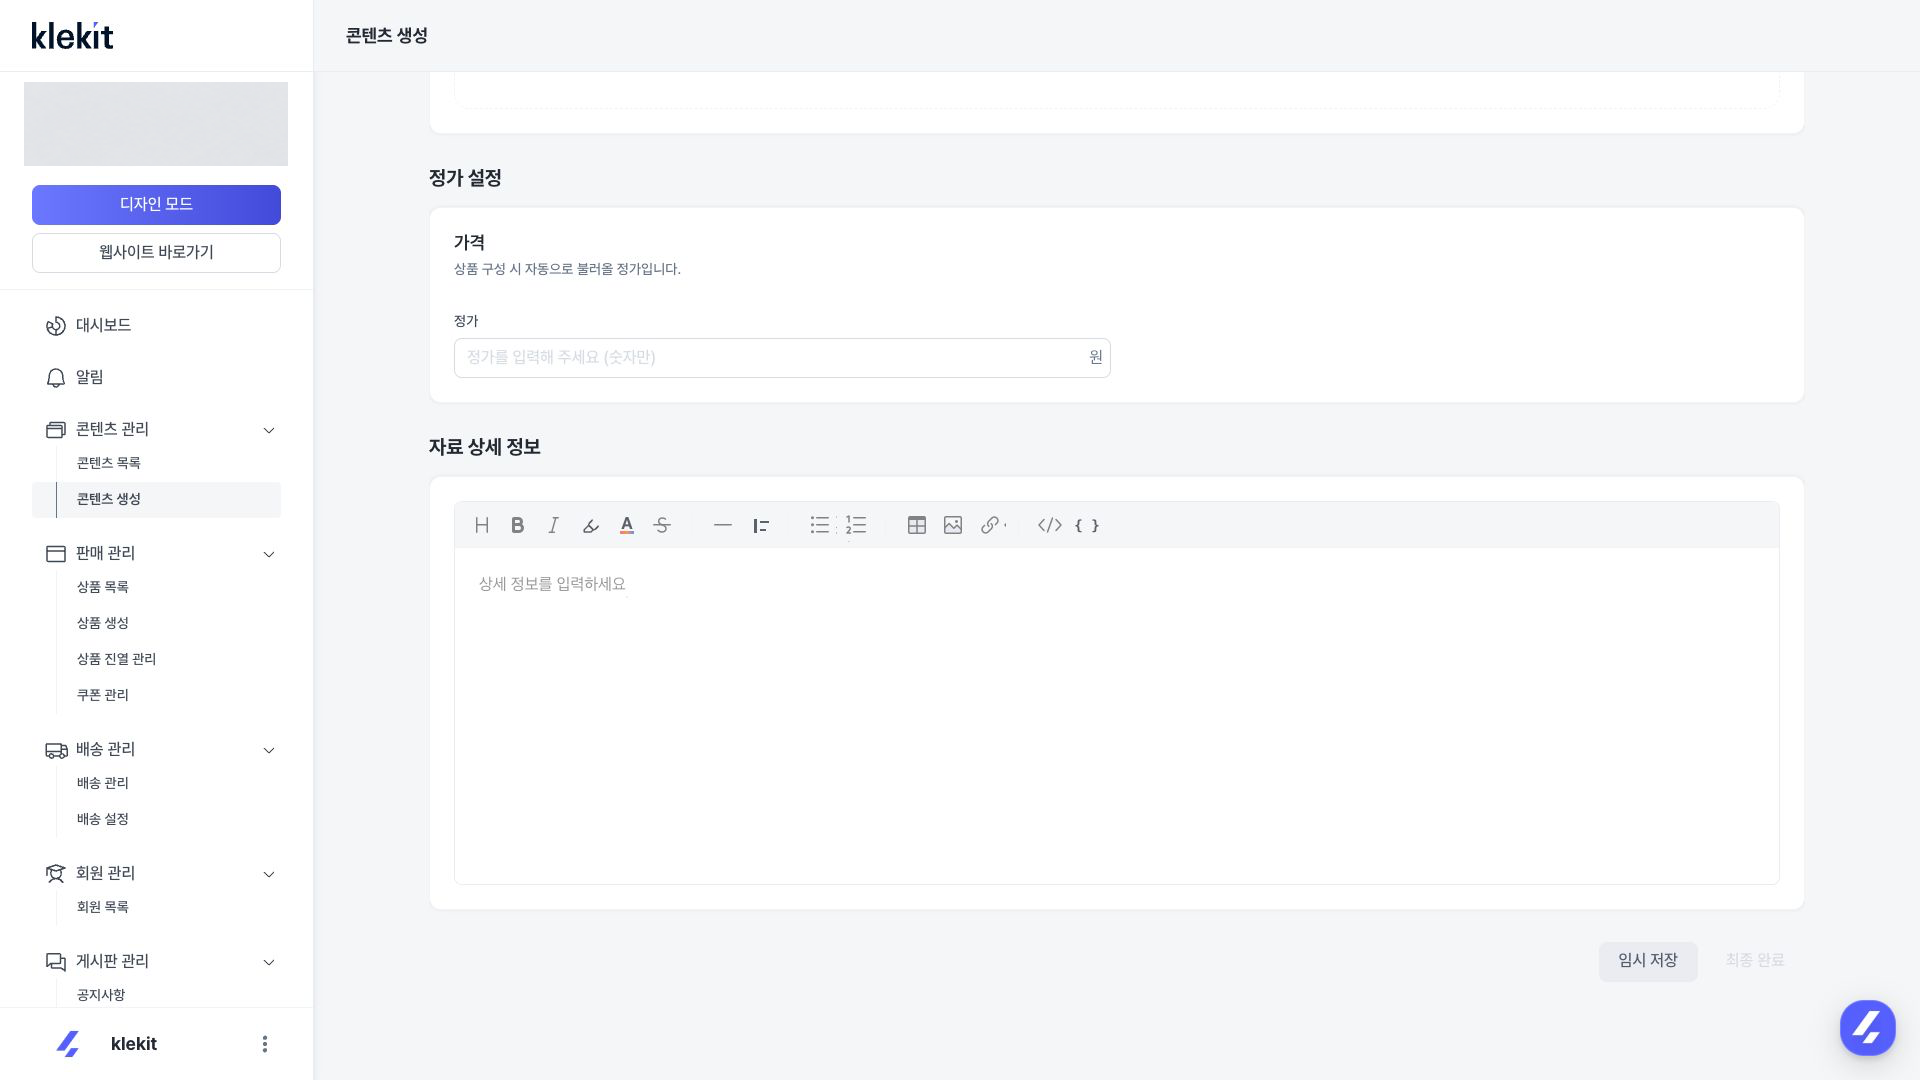 klekit
콘텐츠 생성
디자인 모드
웹사이트 바로가기
대시보드
알림
콘텐츠 관리
콘텐츠 목록
콘텐츠 생성
판매 관리
상품 목록
상품 생성
상품 진열 관리
쿠폰 관리
배송 관리
배송 관리
배송 설정
회원 관리
회원 목록
게시판 관리
공지사항
klekit
정가 설정
가격
상품 구성 시 자동으로 불러올 정가입니다.
정가
정가를 입력해 주세요 (숫자만)
원
자료 상세 정보
H B I A S </> { }
상세 정보를 입력하세요
임시 저장
최종 완료